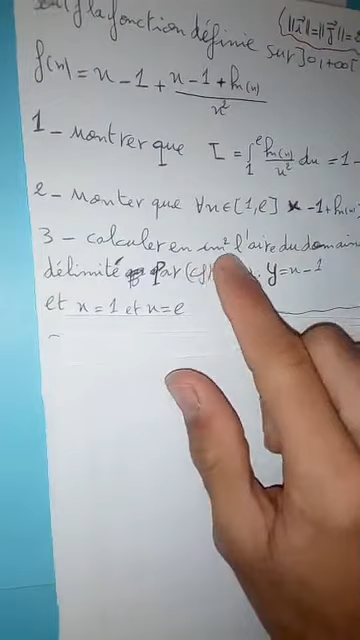 f la fonction définie sur ]0,+∞[
(||i⃗||=||j⃗||=
f(x) = x - 1 + (x - 1 + ln(x)) / x²
1 - montrer que I = ∫₁ᵉ ln(x)/x² dx = 1 -
2 - Monter que ∀x∈[1,e] x - 1 + ln(x)
3 - calculer en cm² l'aire du domaine
délimité par (Cf) y = x - 1
et x = 1 et x = e